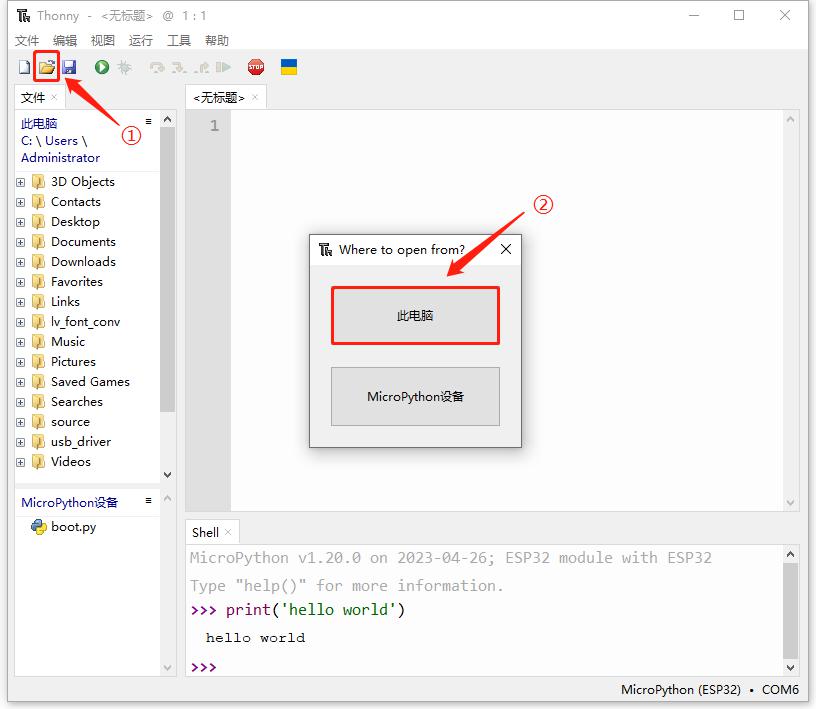 Thonny - <无标题> @ 1 : 1
文件 编辑 视图 运行 工具 帮助
STOP
①
文件
此电脑
C: \ Users \
Administrator
3D Objects
Contacts
Desktop
Documents
Downloads
Favorites
Links
lv_font_conv
Music
Pictures
Saved Games
Searches
source
usb_driver
Videos
MicroPython设备
boot.py
<无标题>
1
②
Where to open from?
此电脑
MicroPython设备
Shell
MicroPython v1.20.0 on 2023-04-26; ESP32 module with ESP32
Type "help()" for more information.
>>> print('hello world')
hello world
>>>
MicroPython (ESP32) • COM6